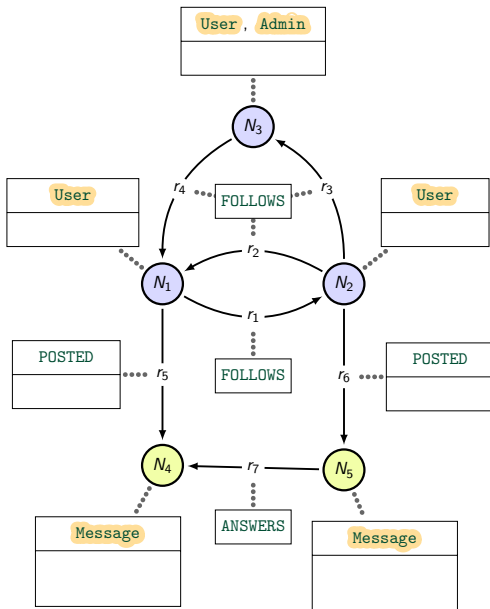 User, Admin
N3
r4
FOLLOWS
r3
User
User
r2
N1
N2
r1
POSTED
r5
FOLLOWS
r6
POSTED
N4
r7
N5
Message
ANSWERS
Message